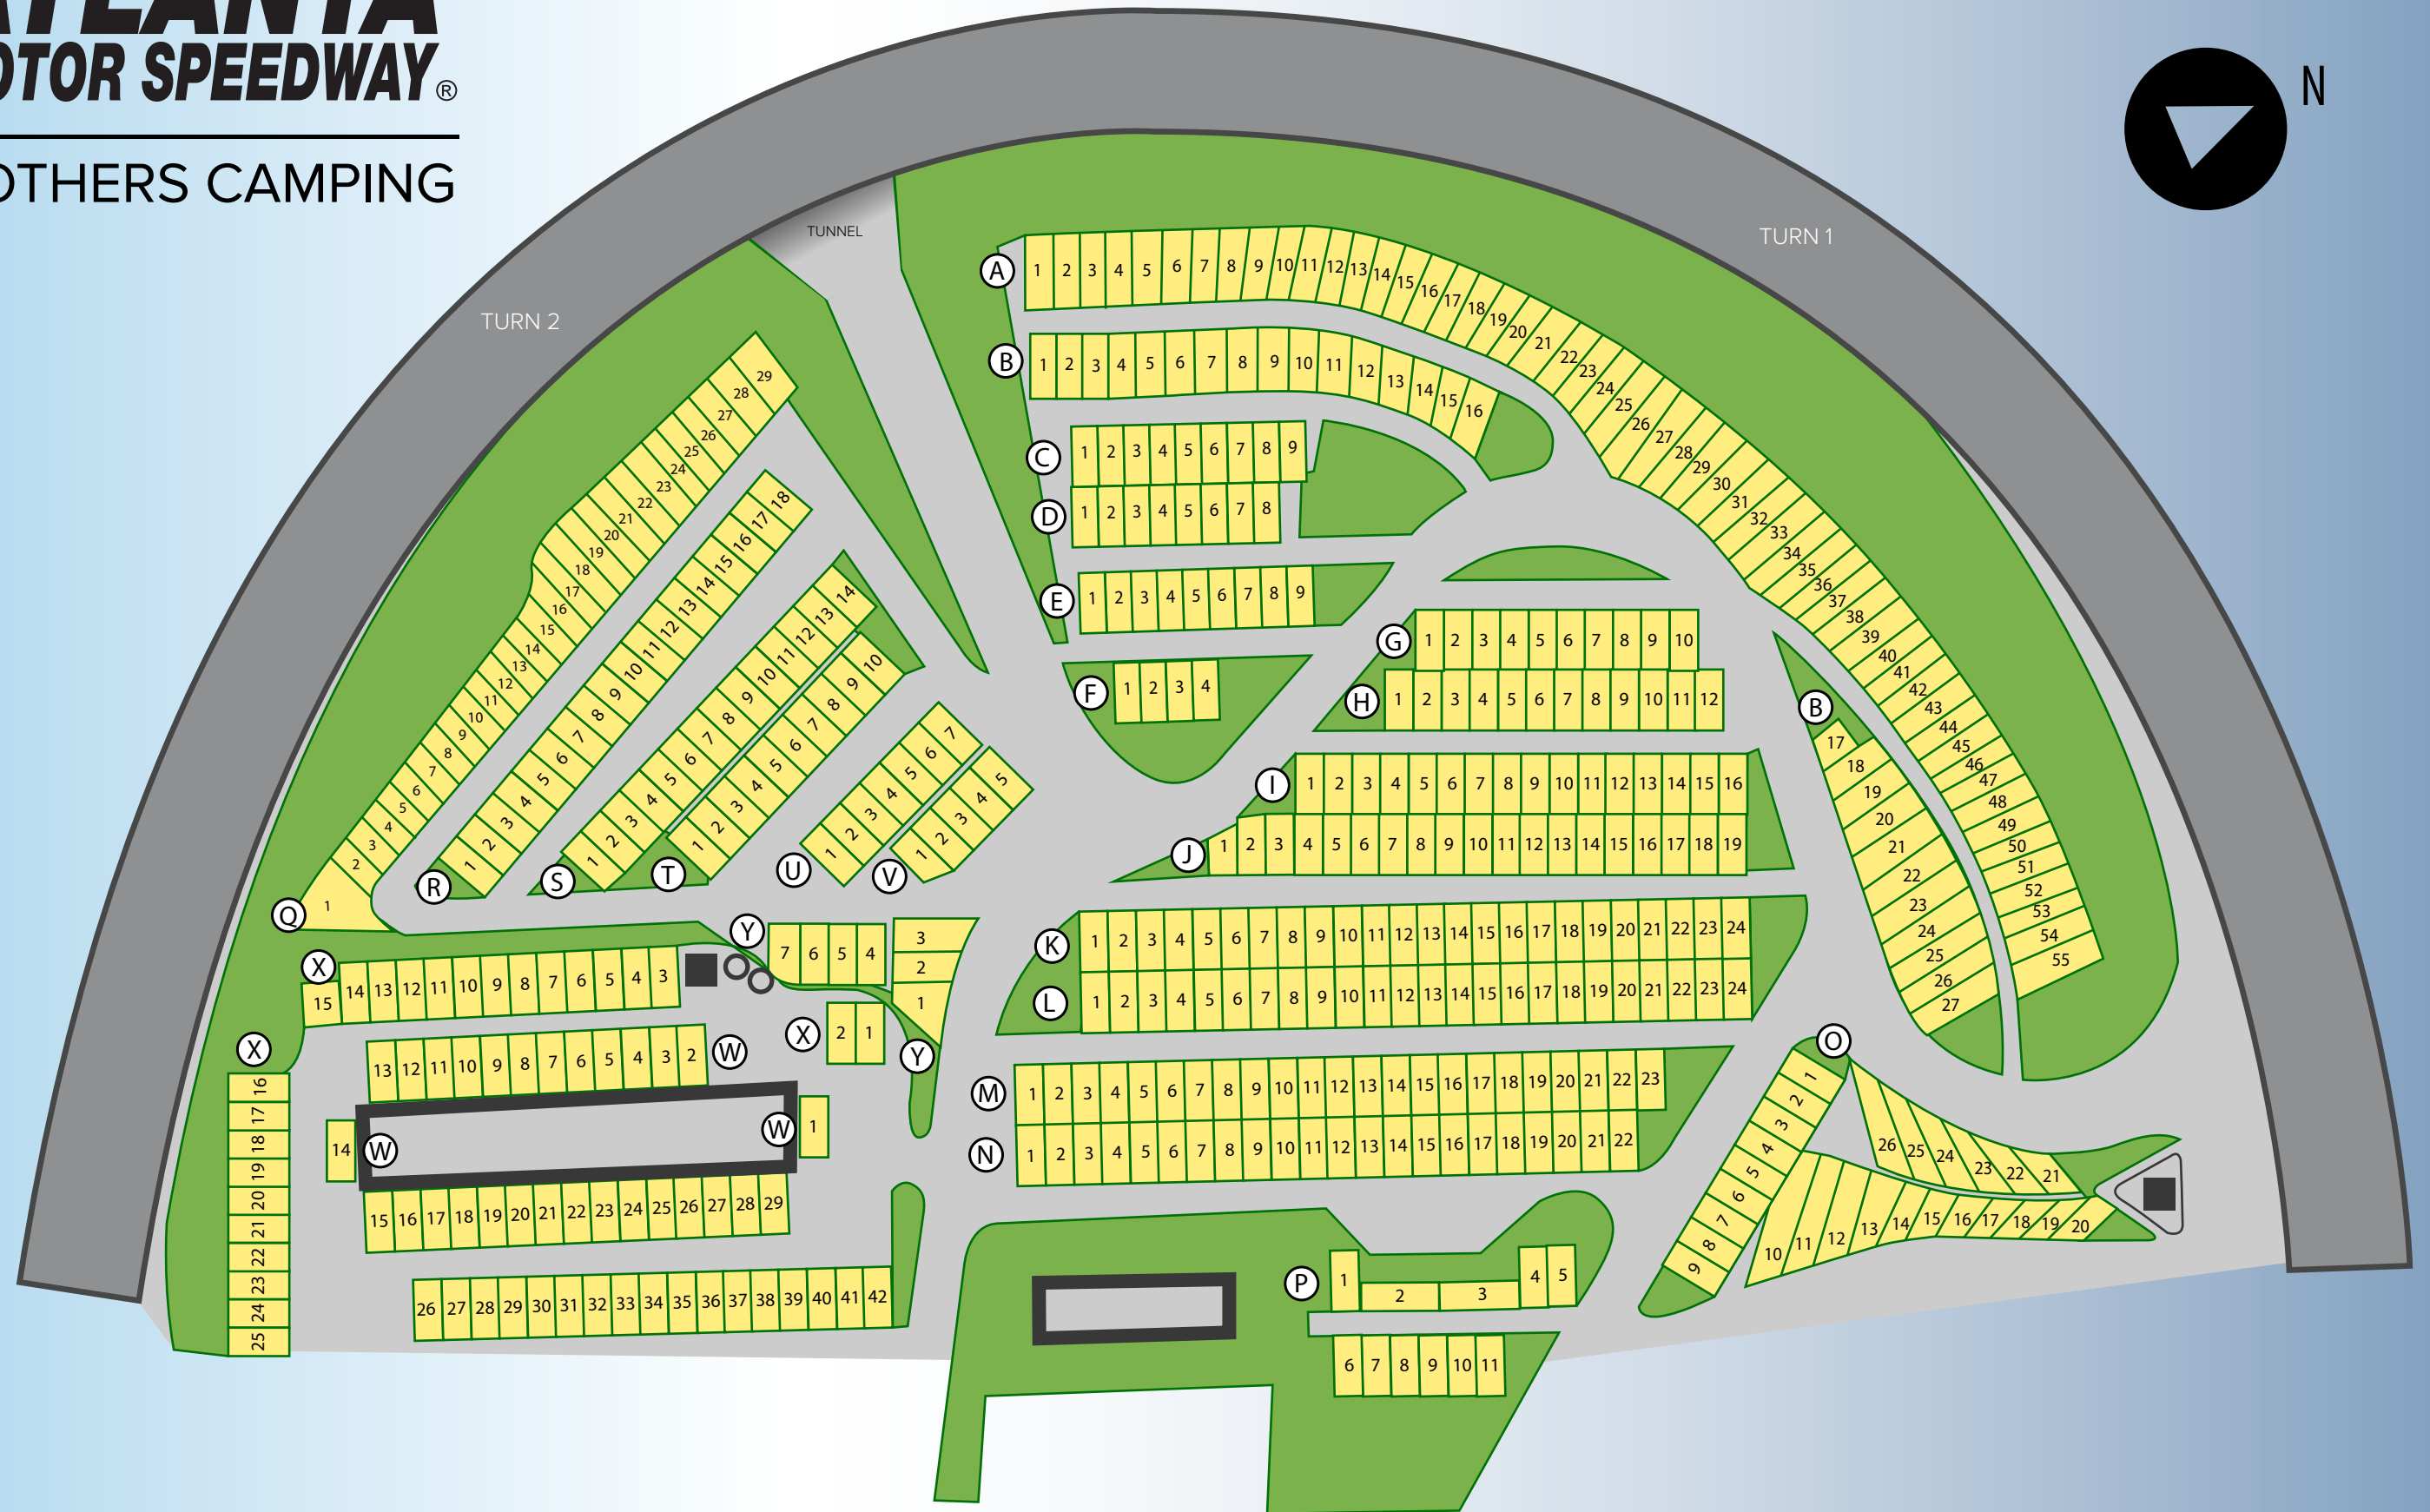 ATLANTA
OTOR SPEEDWAY®
OTHERS CAMPING
N
TURN 1
TUNNEL
TURN 2
A 1 2 3 4 5 6 7 8 9 10 11 12 13 14 15 16 17 18 19 20 21 22 23 24 25 26 27 28 29 30 31 32 33 34 35 36 37 38 39 40 41 42 43 44 45 46 47 48 49 50 51 52 53 54 55
B 1 2 3 4 5 6 7 8 9 10 11 12 13 14 15 16
C 1 2 3 4 5 6 7 8 9
D 1 2 3 4 5 6 7 8
E 1 2 3 4 5 6 7 8 9
F 1 2 3 4
G 1 2 3 4 5 6 7 8 9 10
H 1 2 3 4 5 6 7 8 9 10 11 12
B 17 18 19 20 21 22 23 24 25 26 27
I 1 2 3 4 5 6 7 8 9 10 11 12 13 14 15 16
J 1 2 3 4 5 6 7 8 9 10 11 12 13 14 15 16 17 18 19
K 1 2 3 4 5 6 7 8 9 10 11 12 13 14 15 16 17 18 19 20 21 22 23 24
L 1 2 3 4 5 6 7 8 9 10 11 12 13 14 15 16 17 18 19 20 21 22 23 24
M 1 2 3 4 5 6 7 8 9 10 11 12 13 14 15 16 17 18 19 20 21 22 23
N 1 2 3 4 5 6 7 8 9 10 11 12 13 14 15 16 17 18 19 20 21 22
O 1 2 3 4 5 6 7 8 9
26 25 24 23 22 21
10 11 12 13 14 15 16 17 18 19 20
P 1 2 3 4 5
6 7 8 9 10 11
Q 1 2 3 4 5 6 7 8 9 10 11 12 13 14 15 16 17 18 19 20 21 22 23 24 25 26 27 28 29
R 1 2 3 4 5 6 7 8 9 10 11 12 13 14 15 16 17 18
S 1 2 3 4 5 6 7 8 9 10 11 12 13 14
T 1 2 3 4 5 6 7 8 9 10
U 1 2 3 4 5 6 7
V 1 2 3 4 5
Y 7 6 5 4
3
2
1
Y
X 15 14 13 12 11 10 9 8 7 6 5 4 3
X 2 1
13 12 11 10 9 8 7 6 5 4 3 2 W
14 W
W 1
15 16 17 18 19 20 21 22 23 24 25 26 27 28 29
X
16
17
18
19
20
21
22
23
24
25
26 27 28 29 30 31 32 33 34 35 36 37 38 39 40 41 42